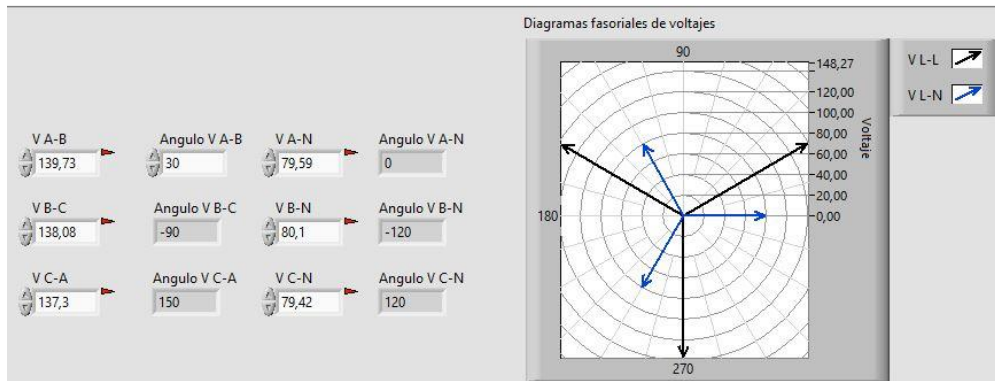 Diagramas fasoriales de voltajes
V A-B Angulo V A-B V A-N Angulo V A-N
139,73 30 79,59 0
V B-C Angulo V B-C V B-N Angulo V B-N
138,08 -90 80,1 -120
V C-A Angulo V C-A V C-N Angulo V C-N
137,3 150 79,42 120
90
180
270
148,27
120,00
100,00
80,00
60,00
40,00
20,00
0,00
Voltaje
V L-L
V L-N